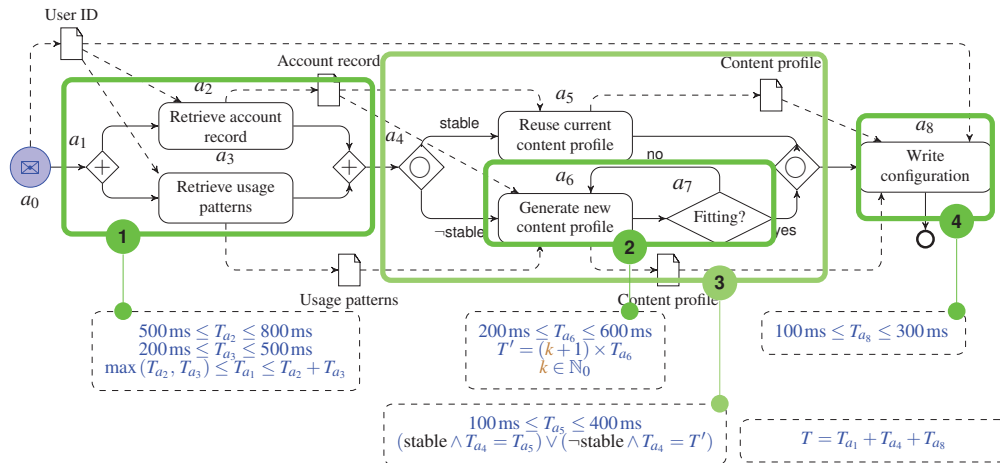 User ID
Account record
Content profile
a₂
a₅
a₈
a₁
Retrieve account
record
a₄
stable
Reuse current
content profile
Write
configuration
a₃
no
a₀
Retrieve usage
patterns
a₆
a₇
Generate new
content profile
Fitting?
¬stable
yes
1
2
3
4
Usage patterns
Content profile
500 ms ≤ Tₐ₂ ≤ 800 ms
200 ms ≤ Tₐ₃ ≤ 500 ms
max (Tₐ₂, Tₐ₃) ≤ Tₐ₁ ≤ Tₐ₂ + Tₐ₃
200 ms ≤ Tₐ₆ ≤ 600 ms
T′ = (k + 1) × Tₐ₆
k ∈ ℕ₀
100 ms ≤ Tₐ₈ ≤ 300 ms
100 ms ≤ Tₐ₅ ≤ 400 ms
(stable ∧ Tₐ₄ = Tₐ₅) ∨ (¬stable ∧ Tₐ₄ = T′)
T = Tₐ₁ + Tₐ₄ + Tₐ₈